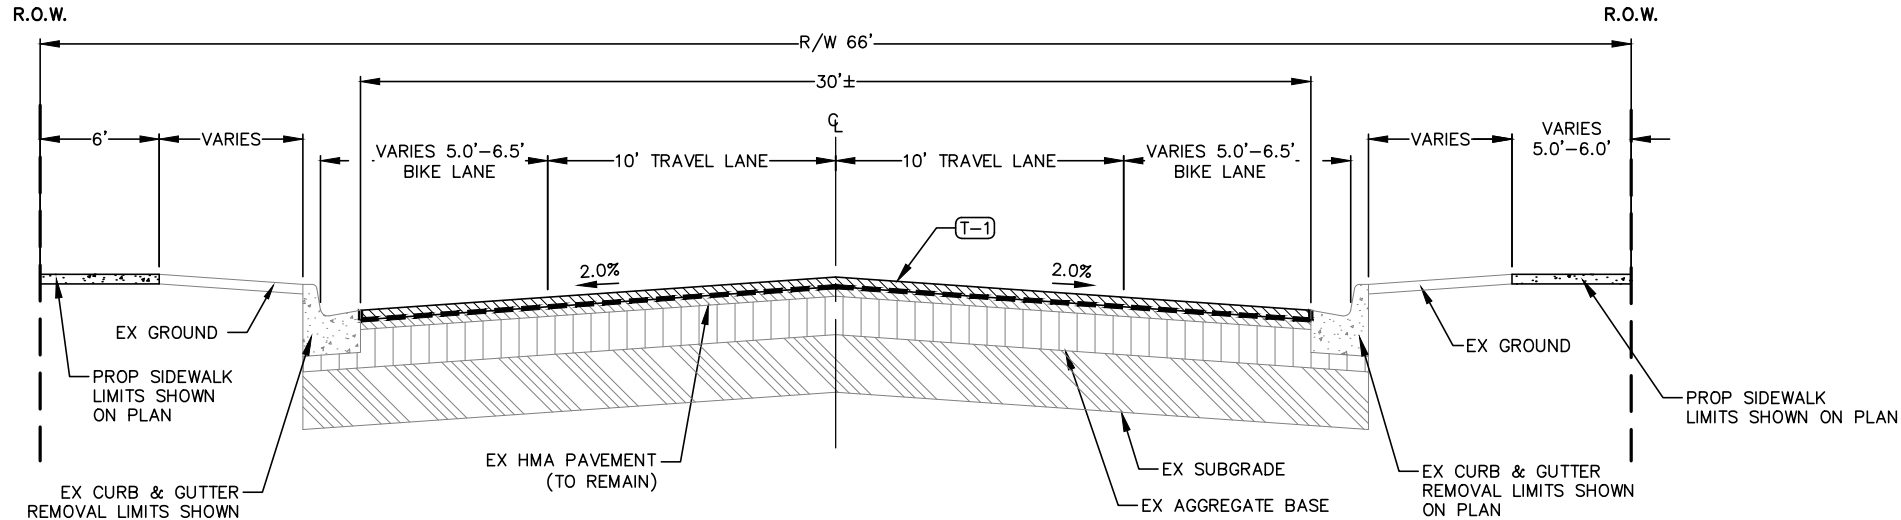 R.O.W.
R.O.W.
R/W 66'
30'±
6'
VARIES
VARIES 5.0'-6.5'
BIKE LANE
10' TRAVEL LANE
℄
10' TRAVEL LANE
VARIES 5.0'-6.5'
BIKE LANE
VARIES
VARIES
5.0'-6.0'
T-1
2.0%
2.0%
EX GROUND
EX GROUND
PROP SIDEWALK
LIMITS SHOWN
ON PLAN
PROP SIDEWALK
LIMITS SHOWN ON PLAN
EX HMA PAVEMENT
(TO REMAIN)
EX SUBGRADE
EX AGGREGATE BASE
EX CURB & GUTTER
REMOVAL LIMITS SHOWN
EX CURB & GUTTER
REMOVAL LIMITS SHOWN
ON PLAN